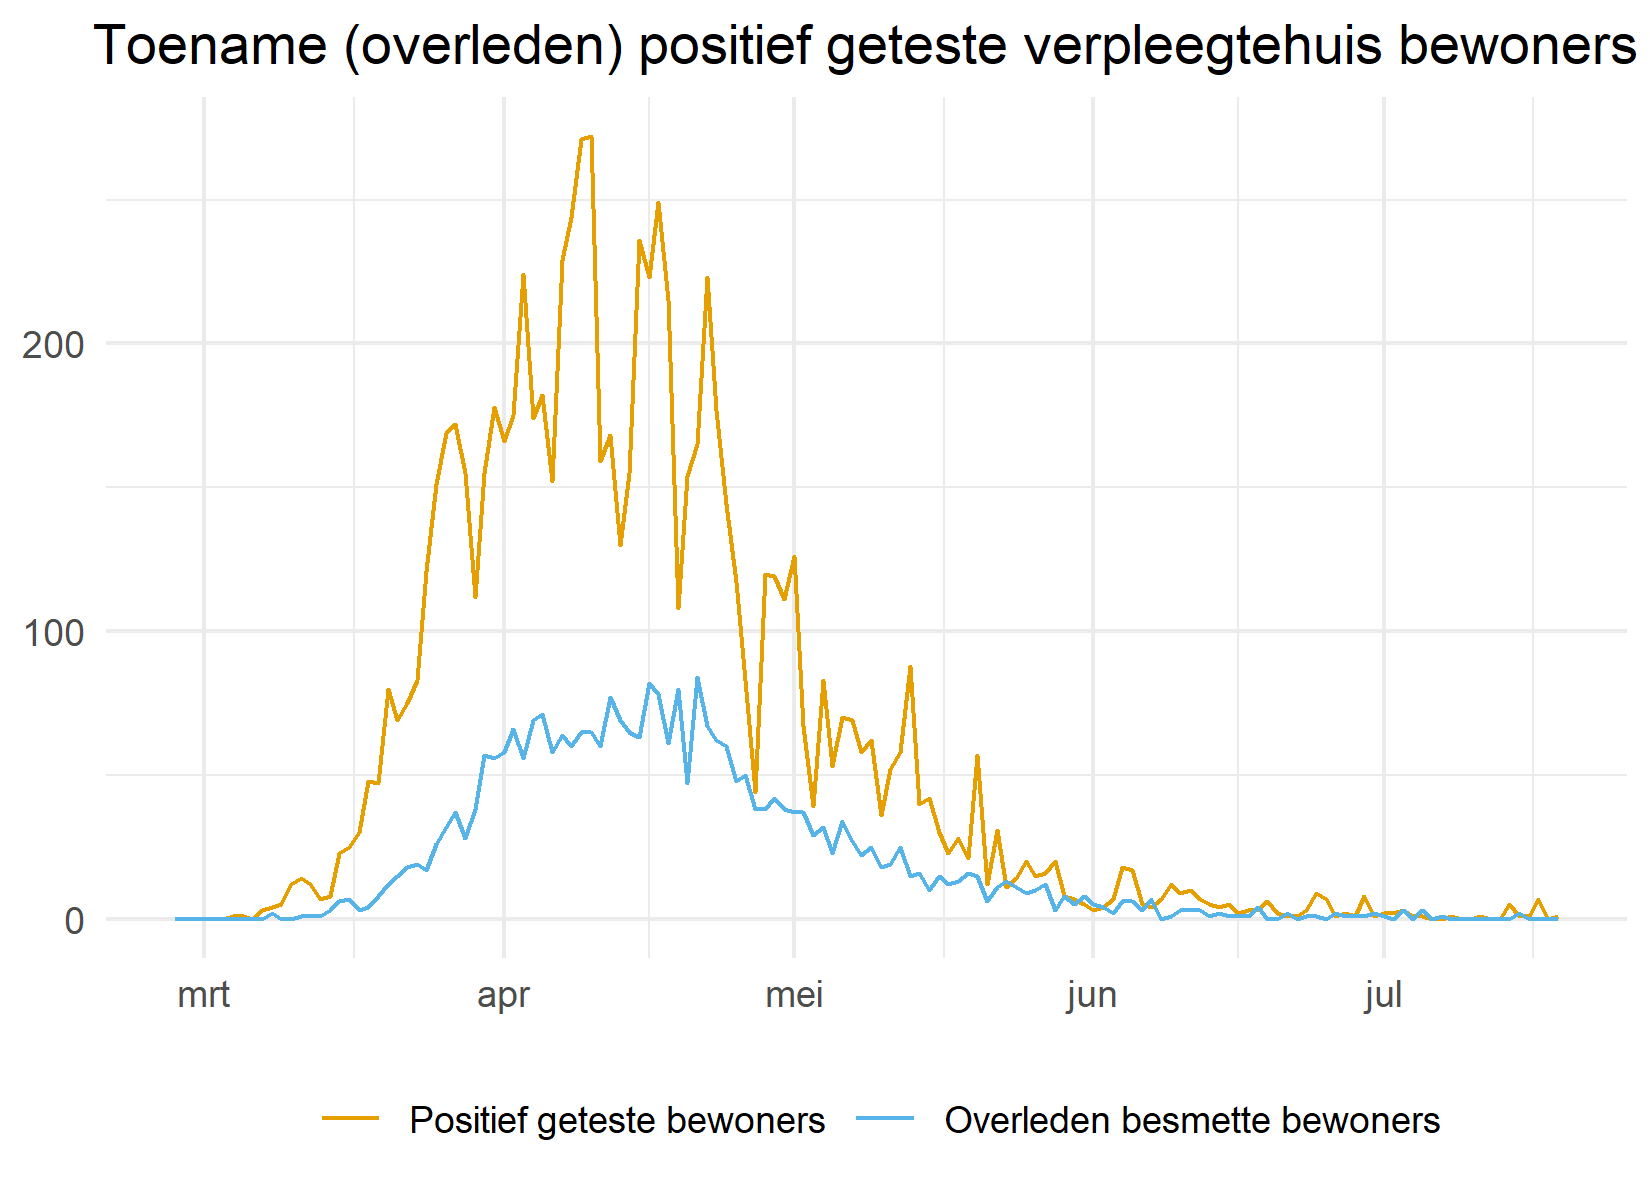 Toename (overleden) positief geteste verpleegtehuis bewoners
200
100
0
mrt apr mei jun jul
Positief geteste bewoners Overleden besmette bewoners